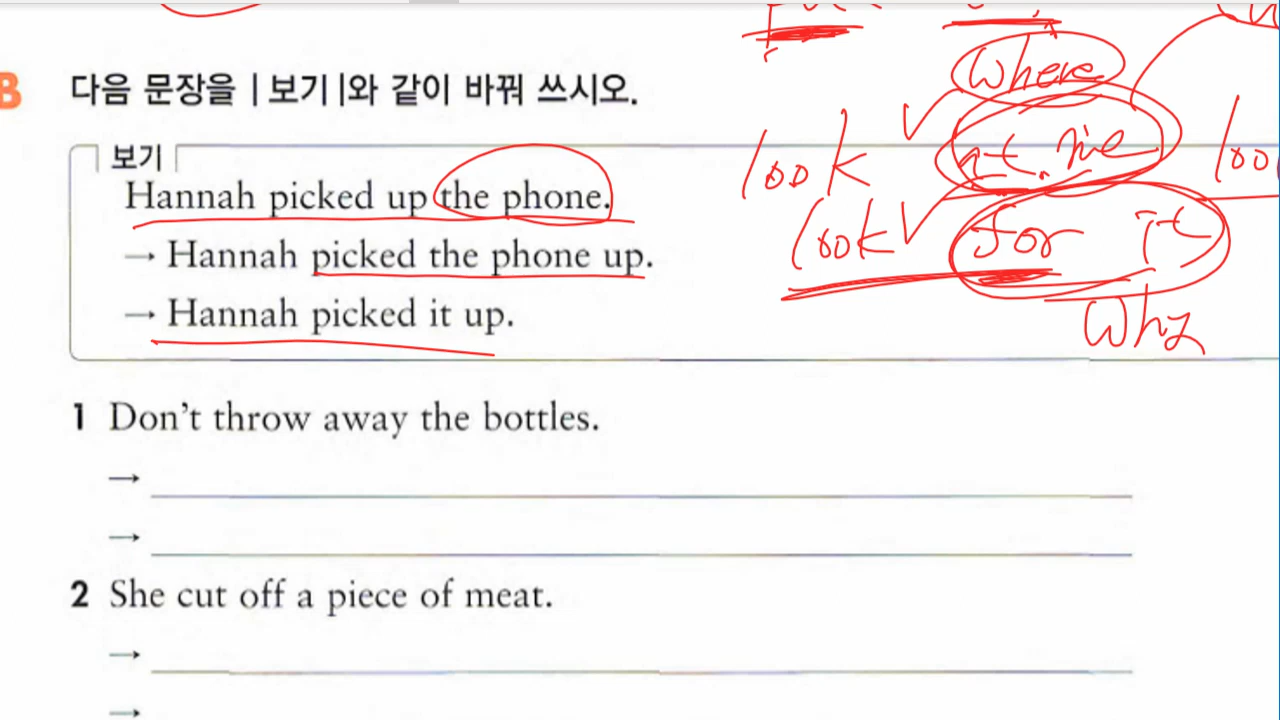 B 다음 문장을 |보기|와 같이 바꿔 쓰시오.
보기
Hannah picked up the phone.
→ Hannah picked the phone up.
→ Hannah picked it up.
where
look at me
look for it
Why
1 Don't throw away the bottles.
→
→
2 She cut off a piece of meat.
→
→